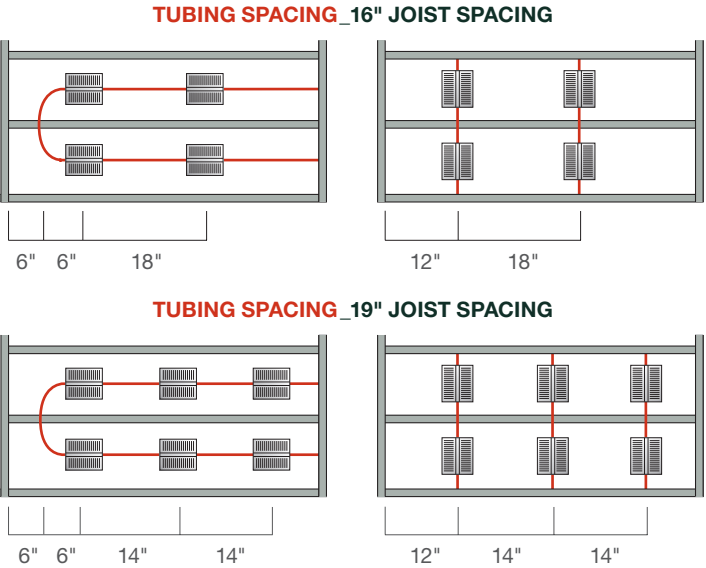 TUBING SPACING_16" JOIST SPACING
6" 6" 18"
12" 18"
TUBING SPACING_19" JOIST SPACING
6" 6" 14" 14"
12" 14" 14"